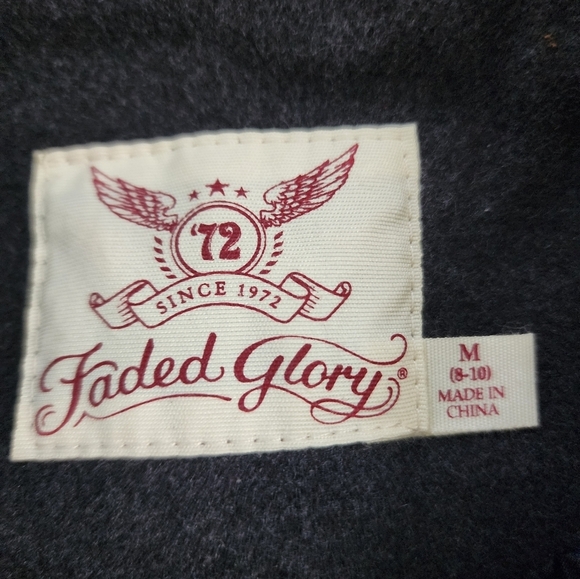 '72
SINCE 1972
Faded Glory®
M
(8-10)
MADE IN
CHINA